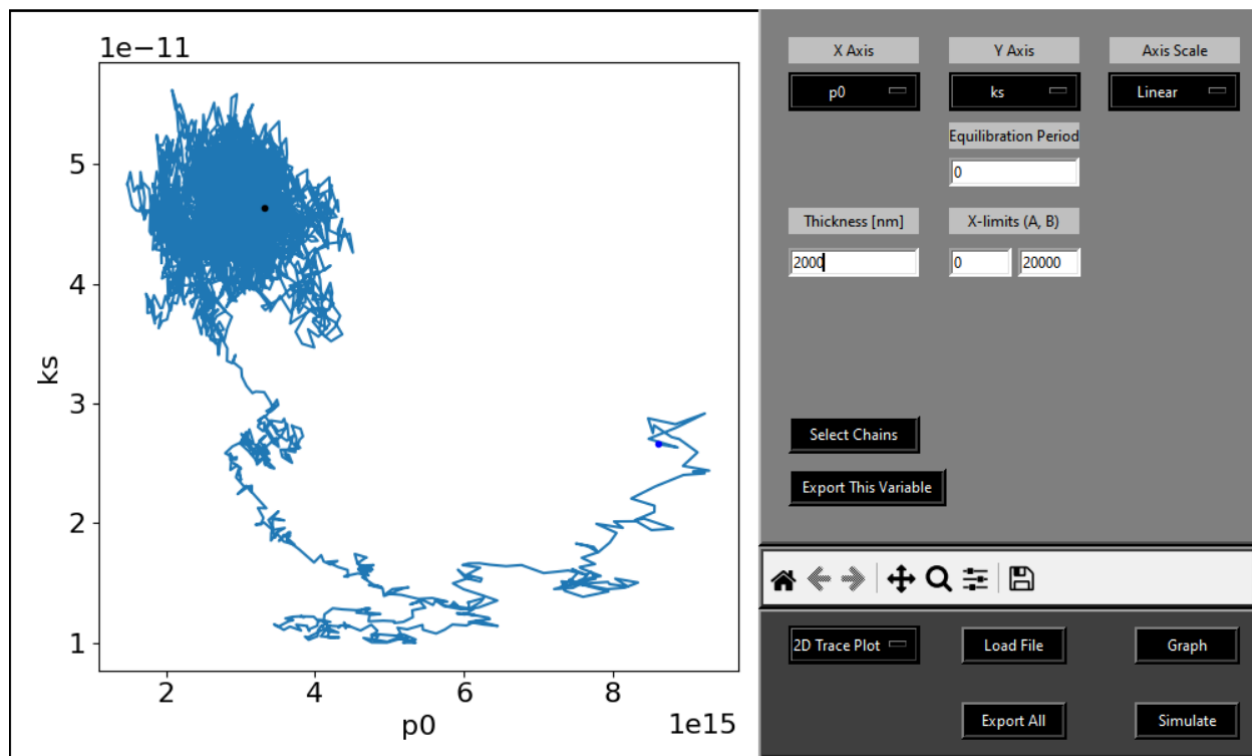 1e−11
5
4
3
2
1
ks
2
4
6
8
p0
1e15
X Axis
Y Axis
Axis Scale
p0
ks
Linear
Equilibration Period
0
Thickness [nm]
X-limits (A, B)
2000
0
20000
Select Chains
Export This Variable
2D Trace Plot
Load File
Graph
Export All
Simulate